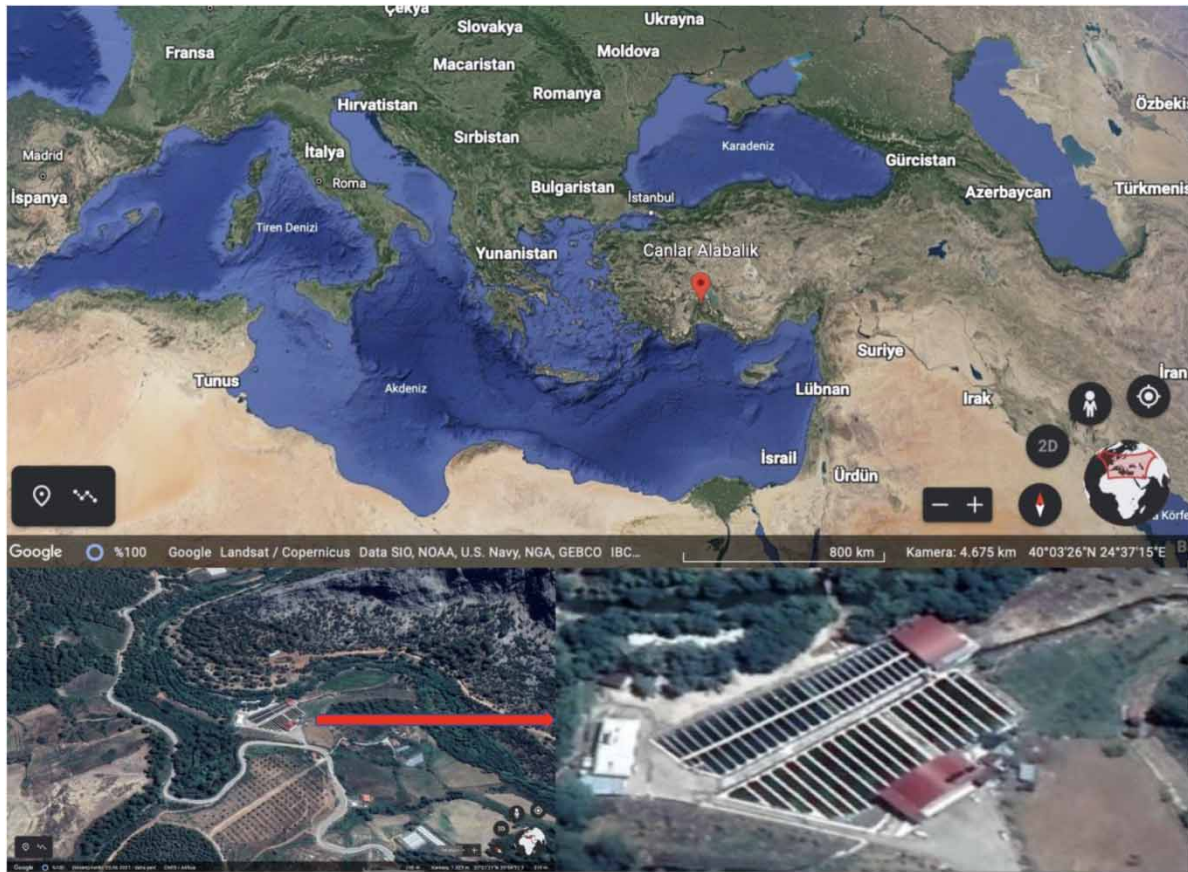 Çekya
Slovakya
Ukrayna
Fransa
Moldova
Macaristan
Romanya
Özbekis
Hırvatistan
Sırbistan
Madrid
İtalya
Karadeniz
Gürcistan
Roma
İspanya
Bulgaristan
İstanbul
Azerbaycan
Türkmenis
Tiren Denizi
Yunanistan
Canlar Alabalık
Suriye
Tunus
Akdeniz
Lübnan
Irak
İran
2D
İsrail
Ürdün
a Körfe
Google %100 Google Landsat / Copernicus Data SIO, NOAA, U.S. Navy, NGA, GEBCO IBC... 800 km Kamera: 4.675 km 40°03'26"N 24°37'15"E
Google